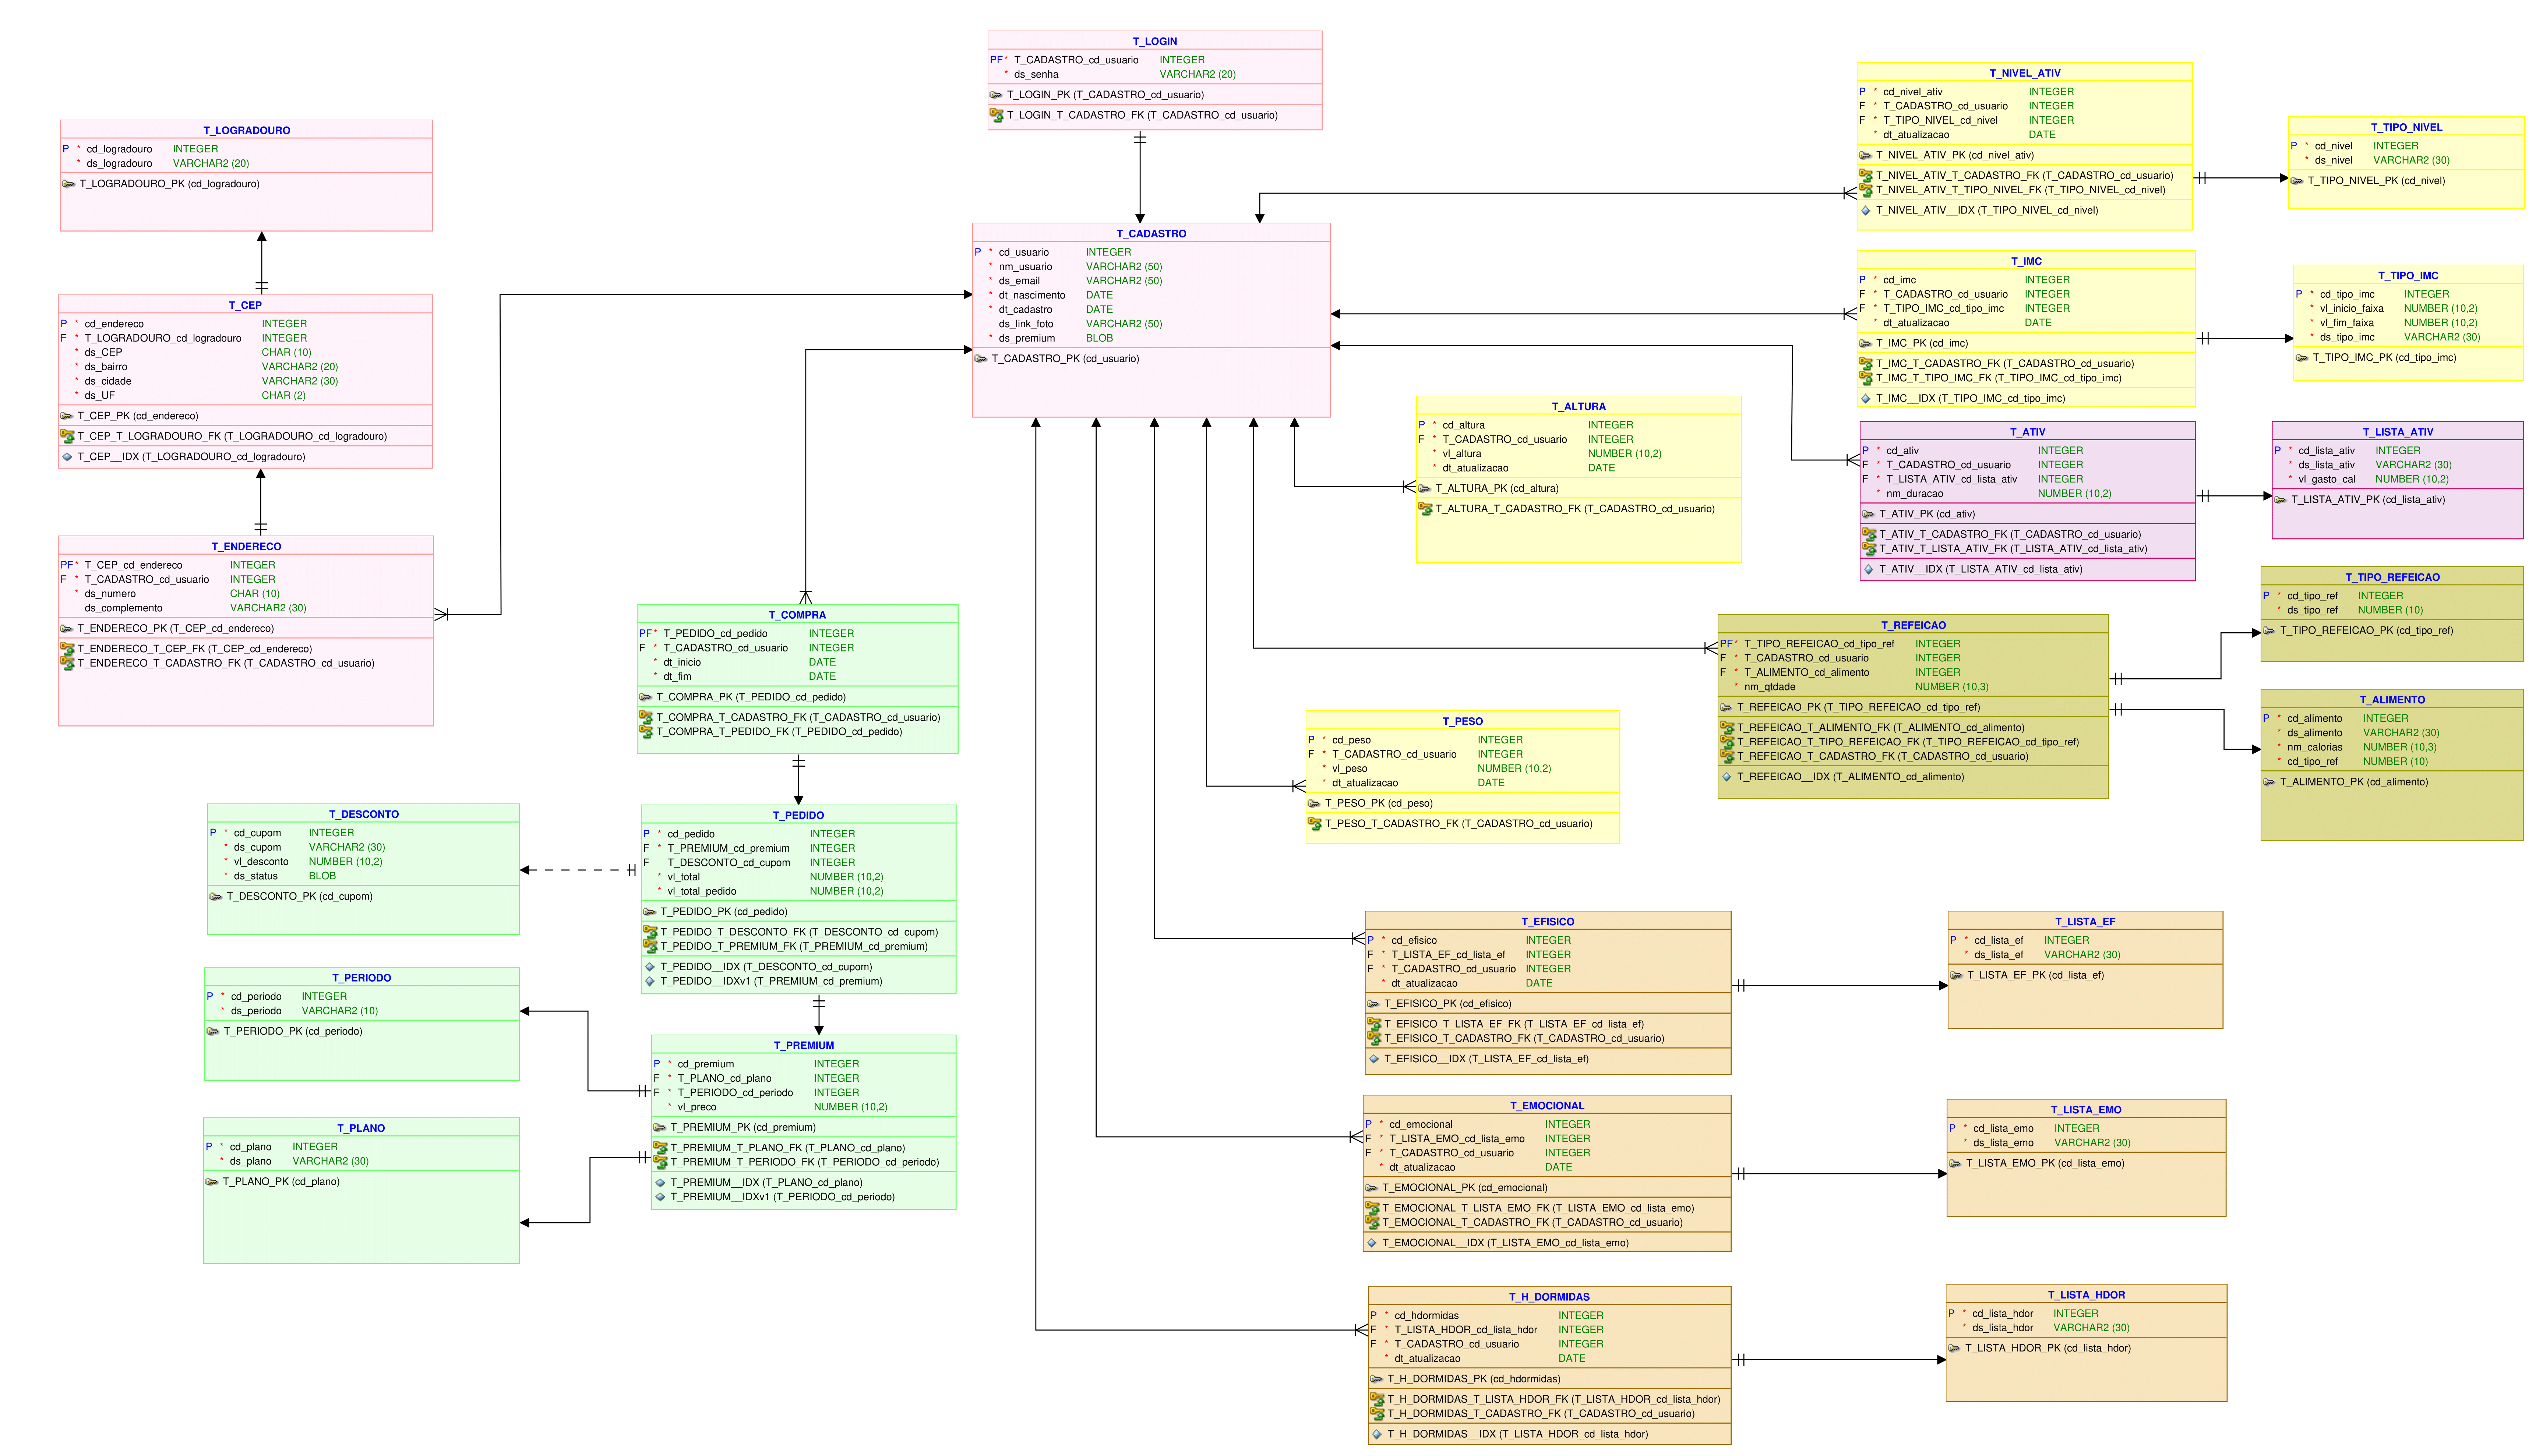 T_LOGIN
PF* T_CADASTRO_cd_usuario INTEGER
* ds_senha VARCHAR2 (20)
T_LOGIN_PK (T_CADASTRO_cd_usuario)
T_LOGIN_T_CADASTRO_FK (T_CADASTRO_cd_usuario)
T_NIVEL_ATIV
P * cd_nivel_ativ INTEGER
F * T_CADASTRO_cd_usuario INTEGER
F * T_TIPO_NIVEL_cd_nivel INTEGER
* dt_atualizacao DATE
T_NIVEL_ATIV_PK (cd_nivel_ativ)
T_NIVEL_ATIV_T_CADASTRO_FK (T_CADASTRO_cd_usuario)
T_NIVEL_ATIV_T_TIPO_NIVEL_FK (T_TIPO_NIVEL_cd_nivel)
T_NIVEL_ATIV__IDX (T_TIPO_NIVEL_cd_nivel)
T_TIPO_NIVEL
P * cd_nivel INTEGER
* ds_nivel VARCHAR2 (30)
T_TIPO_NIVEL_PK (cd_nivel)
T_LOGRADOURO
P * cd_logradouro INTEGER
* ds_logradouro VARCHAR2 (20)
T_LOGRADOURO_PK (cd_logradouro)
T_CADASTRO
P * cd_usuario INTEGER
* nm_usuario VARCHAR2 (50)
* ds_email VARCHAR2 (50)
* dt_nascimento DATE
* dt_cadastro DATE
ds_link_foto VARCHAR2 (50)
* ds_premium BLOB
T_CADASTRO_PK (cd_usuario)
T_IMC
P * cd_imc INTEGER
F * T_CADASTRO_cd_usuario INTEGER
F * T_TIPO_IMC_cd_tipo_imc INTEGER
* dt_atualizacao DATE
T_IMC_PK (cd_imc)
T_IMC_T_CADASTRO_FK (T_CADASTRO_cd_usuario)
T_IMC_T_TIPO_IMC_FK (T_TIPO_IMC_cd_tipo_imc)
T_IMC__IDX (T_TIPO_IMC_cd_tipo_imc)
T_TIPO_IMC
P * cd_tipo_imc INTEGER
* vl_inicio_faixa NUMBER (10,2)
* vl_fim_faixa NUMBER (10,2)
* ds_tipo_imc VARCHAR2 (30)
T_TIPO_IMC_PK (cd_tipo_imc)
T_CEP
P * cd_endereco INTEGER
F * T_LOGRADOURO_cd_logradouro INTEGER
* ds_CEP CHAR (10)
* ds_bairro VARCHAR2 (20)
* ds_cidade VARCHAR2 (30)
* ds_UF CHAR (2)
T_CEP_PK (cd_endereco)
T_CEP_T_LOGRADOURO_FK (T_LOGRADOURO_cd_logradouro)
T_CEP__IDX (T_LOGRADOURO_cd_logradouro)
T_ALTURA
P * cd_altura INTEGER
F * T_CADASTRO_cd_usuario INTEGER
* vl_altura NUMBER (10,2)
* dt_atualizacao DATE
T_ALTURA_PK (cd_altura)
T_ALTURA_T_CADASTRO_FK (T_CADASTRO_cd_usuario)
T_ATIV
P * cd_ativ INTEGER
F * T_CADASTRO_cd_usuario INTEGER
F * T_LISTA_ATIV_cd_lista_ativ INTEGER
* nm_duracao NUMBER (10,2)
T_ATIV_PK (cd_ativ)
T_ATIV_T_CADASTRO_FK (T_CADASTRO_cd_usuario)
T_ATIV_T_LISTA_ATIV_FK (T_LISTA_ATIV_cd_lista_ativ)
T_ATIV__IDX (T_LISTA_ATIV_cd_lista_ativ)
T_LISTA_ATIV
P * cd_lista_ativ INTEGER
* ds_lista_ativ VARCHAR2 (30)
* vl_gasto_cal NUMBER (10,2)
T_LISTA_ATIV_PK (cd_lista_ativ)
T_ENDERECO
PF* T_CEP_cd_endereco INTEGER
F * T_CADASTRO_cd_usuario INTEGER
* ds_numero CHAR (10)
ds_complemento VARCHAR2 (30)
T_ENDERECO_PK (T_CEP_cd_endereco)
T_ENDERECO_T_CEP_FK (T_CEP_cd_endereco)
T_ENDERECO_T_CADASTRO_FK (T_CADASTRO_cd_usuario)
T_COMPRA
PF* T_PEDIDO_cd_pedido INTEGER
F * T_CADASTRO_cd_usuario INTEGER
* dt_inicio DATE
* dt_fim DATE
T_COMPRA_PK (T_PEDIDO_cd_pedido)
T_COMPRA_T_CADASTRO_FK (T_CADASTRO_cd_usuario)
T_COMPRA_T_PEDIDO_FK (T_PEDIDO_cd_pedido)
T_REFEICAO
PF* T_TIPO_REFEICAO_cd_tipo_ref INTEGER
F * T_CADASTRO_cd_usuario INTEGER
F * T_ALIMENTO_cd_alimento INTEGER
* nm_qtdade NUMBER (10,3)
T_REFEICAO_PK (T_TIPO_REFEICAO_cd_tipo_ref)
T_REFEICAO_T_ALIMENTO_FK (T_ALIMENTO_cd_alimento)
T_REFEICAO_T_TIPO_REFEICAO_FK (T_TIPO_REFEICAO_cd_tipo_ref)
T_REFEICAO_T_CADASTRO_FK (T_CADASTRO_cd_usuario)
T_REFEICAO__IDX (T_ALIMENTO_cd_alimento)
T_TIPO_REFEICAO
P * cd_tipo_ref INTEGER
* ds_tipo_ref NUMBER (10)
T_TIPO_REFEICAO_PK (cd_tipo_ref)
T_ALIMENTO
P * cd_alimento INTEGER
* ds_alimento VARCHAR2 (30)
* nm_calorias NUMBER (10,3)
* cd_tipo_ref NUMBER (10)
T_ALIMENTO_PK (cd_alimento)
T_PESO
P * cd_peso INTEGER
F * T_CADASTRO_cd_usuario INTEGER
* vl_peso NUMBER (10,2)
* dt_atualizacao DATE
T_PESO_PK (cd_peso)
T_PESO_T_CADASTRO_FK (T_CADASTRO_cd_usuario)
T_DESCONTO
P * cd_cupom INTEGER
* ds_cupom VARCHAR2 (30)
* vl_desconto NUMBER (10,2)
* ds_status BLOB
T_DESCONTO_PK (cd_cupom)
T_PEDIDO
P * cd_pedido INTEGER
F * T_PREMIUM_cd_premium INTEGER
F T_DESCONTO_cd_cupom INTEGER
* vl_total NUMBER (10,2)
* vl_total_pedido NUMBER (10,2)
T_PEDIDO_PK (cd_pedido)
T_PEDIDO_T_DESCONTO_FK (T_DESCONTO_cd_cupom)
T_PEDIDO_T_PREMIUM_FK (T_PREMIUM_cd_premium)
T_PEDIDO__IDX (T_DESCONTO_cd_cupom)
T_PEDIDO__IDXv1 (T_PREMIUM_cd_premium)
T_PERIODO
P * cd_periodo INTEGER
* ds_periodo VARCHAR2 (10)
T_PERIODO_PK (cd_periodo)
T_PREMIUM
P * cd_premium INTEGER
F * T_PLANO_cd_plano INTEGER
F * T_PERIODO_cd_periodo INTEGER
* vl_preco NUMBER (10,2)
T_PREMIUM_PK (cd_premium)
T_PREMIUM_T_PLANO_FK (T_PLANO_cd_plano)
T_PREMIUM_T_PERIODO_FK (T_PERIODO_cd_periodo)
T_PREMIUM__IDX (T_PLANO_cd_plano)
T_PREMIUM__IDXv1 (T_PERIODO_cd_periodo)
T_PLANO
P * cd_plano INTEGER
* ds_plano VARCHAR2 (30)
T_PLANO_PK (cd_plano)
T_EFISICO
P * cd_efisico INTEGER
F * T_LISTA_EF_cd_lista_ef INTEGER
F * T_CADASTRO_cd_usuario INTEGER
* dt_atualizacao DATE
T_EFISICO_PK (cd_efisico)
T_EFISICO_T_LISTA_EF_FK (T_LISTA_EF_cd_lista_ef)
T_EFISICO_T_CADASTRO_FK (T_CADASTRO_cd_usuario)
T_EFISICO__IDX (T_LISTA_EF_cd_lista_ef)
T_LISTA_EF
P * cd_lista_ef INTEGER
* ds_lista_ef VARCHAR2 (30)
T_LISTA_EF_PK (cd_lista_ef)
T_EMOCIONAL
P * cd_emocional INTEGER
F * T_LISTA_EMO_cd_lista_emo INTEGER
F * T_CADASTRO_cd_usuario INTEGER
* dt_atualizacao DATE
T_EMOCIONAL_PK (cd_emocional)
T_EMOCIONAL_T_LISTA_EMO_FK (T_LISTA_EMO_cd_lista_emo)
T_EMOCIONAL_T_CADASTRO_FK (T_CADASTRO_cd_usuario)
T_EMOCIONAL__IDX (T_LISTA_EMO_cd_lista_emo)
T_LISTA_EMO
P * cd_lista_emo INTEGER
* ds_lista_emo VARCHAR2 (30)
T_LISTA_EMO_PK (cd_lista_emo)
T_H_DORMIDAS
P * cd_hdormidas INTEGER
F * T_LISTA_HDOR_cd_lista_hdor INTEGER
F * T_CADASTRO_cd_usuario INTEGER
* dt_atualizacao DATE
T_H_DORMIDAS_PK (cd_hdormidas)
T_H_DORMIDAS_T_LISTA_HDOR_FK (T_LISTA_HDOR_cd_lista_hdor)
T_H_DORMIDAS_T_CADASTRO_FK (T_CADASTRO_cd_usuario)
T_H_DORMIDAS__IDX (T_LISTA_HDOR_cd_lista_hdor)
T_LISTA_HDOR
P * cd_lista_hdor INTEGER
* ds_lista_hdor VARCHAR2 (30)
T_LISTA_HDOR_PK (cd_lista_hdor)